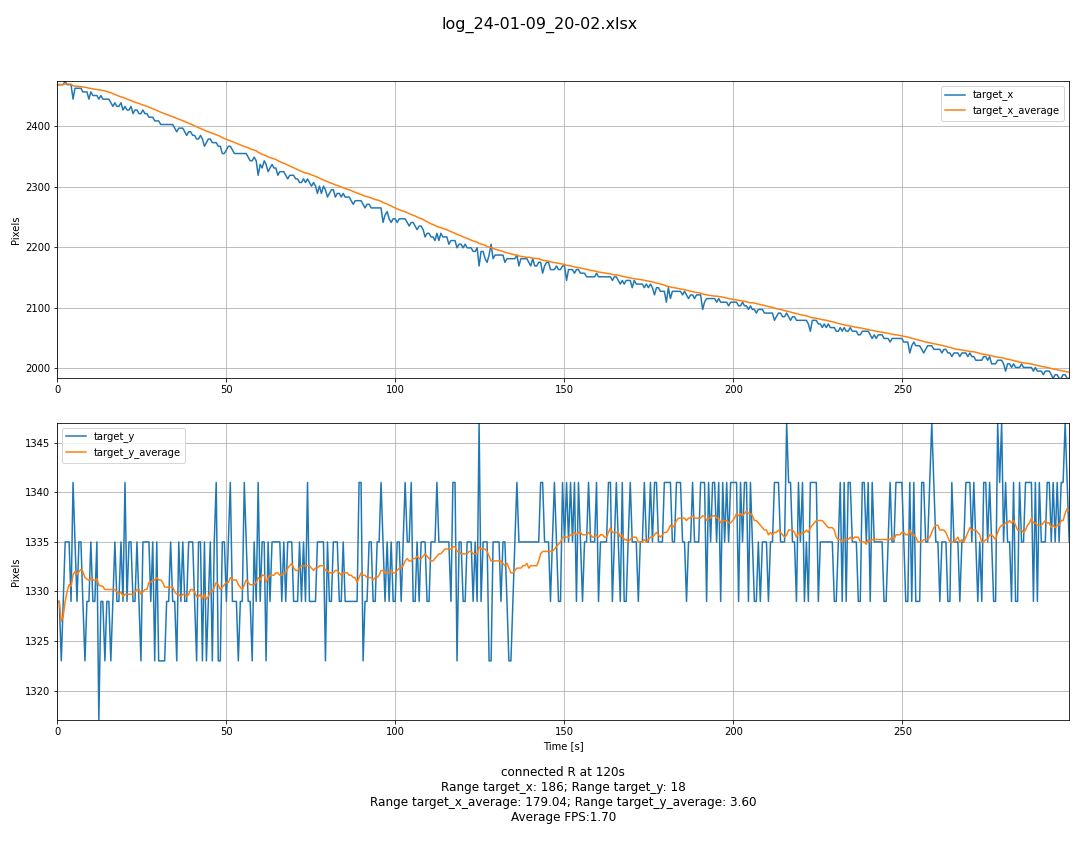 log_24-01-09_20-02.xlsx
target_x
target_x_average
Pixels
2400
2300
2200
2100
2000
0 50 100 150 200 250
target_y
target_y_average
Pixels
1345
1340
1335
1330
1325
1320
0 50 100 150 200 250
Time [s]
connected R at 120s
Range target_x: 186; Range target_y: 18
Range target_x_average: 179.04; Range target_y_average: 3.60
Average FPS:1.70